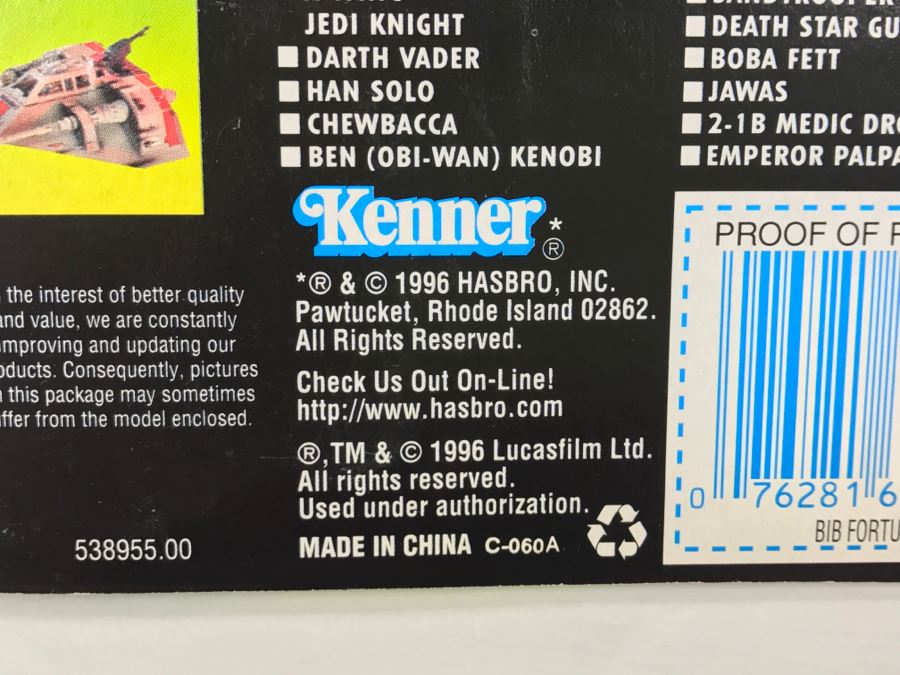 JEDI KNIGHT
DARTH VADER
HAN SOLO
CHEWBACCA
BEN (OBI-WAN) KENOBI
DEATH STAR GU
BOBA FETT
JAWAS
2-1B MEDIC DR
EMPEROR PALPA
Kenner*®
*® & © 1996 HASBRO, INC.
Pawtucket, Rhode Island 02862.
All Rights Reserved.
Check Us Out On-Line!
http://www.hasbro.com
®,TM & © 1996 Lucasfilm Ltd.
All rights reserved.
Used under authorization.
MADE IN CHINA C-060A
the interest of better quality
and value, we are constantly
mproving and updating our
oducts. Consequently, pictures
this package may sometimes
ffer from the model enclosed.
538955.00
PROOF OF P
0 76281 6
BIB FORTU